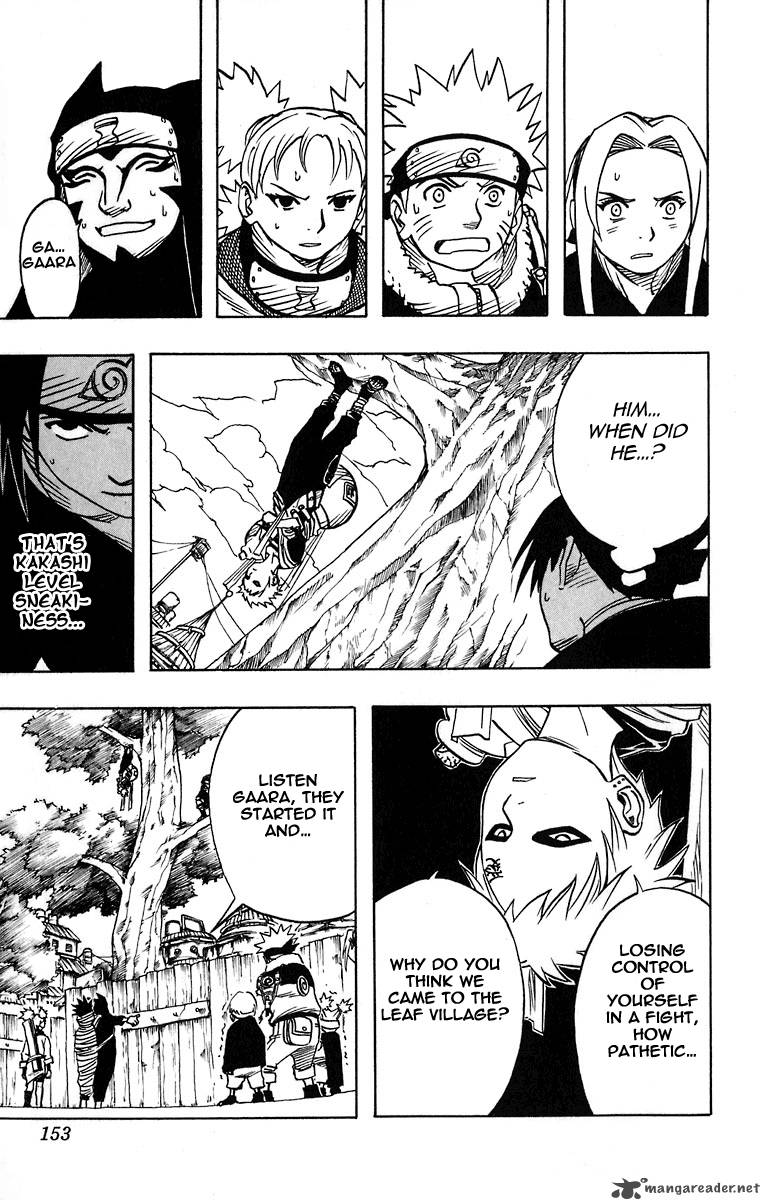 HIM...
WHEN DID
HE...?
GA...
GAARA
THAT'S
KAKASHI
LEVEL
SNEAKI-
NESS...
LOSING
CONTROL
OF
YOURSELF
IN A FIGHT,
HOW
PATHETIC...
WHY DO YOU
THINK WE
CAME TO THE
LEAF VILLAGE?
LISTEN
GAARA, THEY
STARTED IT
AND...
153
mangareader.net